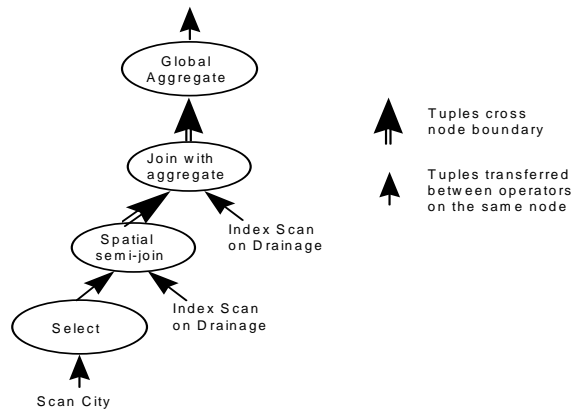 Global
Aggregate
Tuples cross
node boundary
Join with
aggregate
Tuples transferred
between operators
on the same node
Index Scan
on Drainage
Spatial
semi-join
Index Scan
on Drainage
Select
Scan City